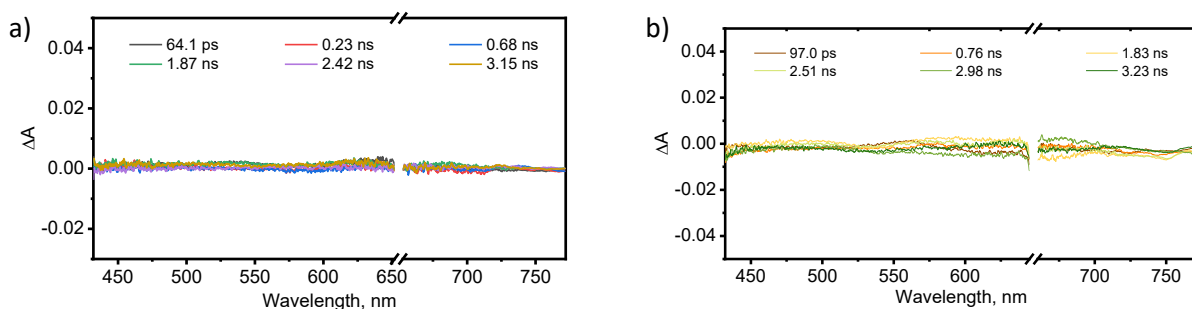 a)
0.04
0.02
0.00
-0.02
ΔA
64.1 ps 0.23 ns 0.68 ns
1.87 ns 2.42 ns 3.15 ns
450 500 550 600 650 700 750
Wavelength, nm
b)
0.04
0.02
0.00
-0.02
-0.04
ΔA
97.0 ps 0.76 ns 1.83 ns
2.51 ns 2.98 ns 3.23 ns
450 500 550 600 700 750
Wavelength, nm